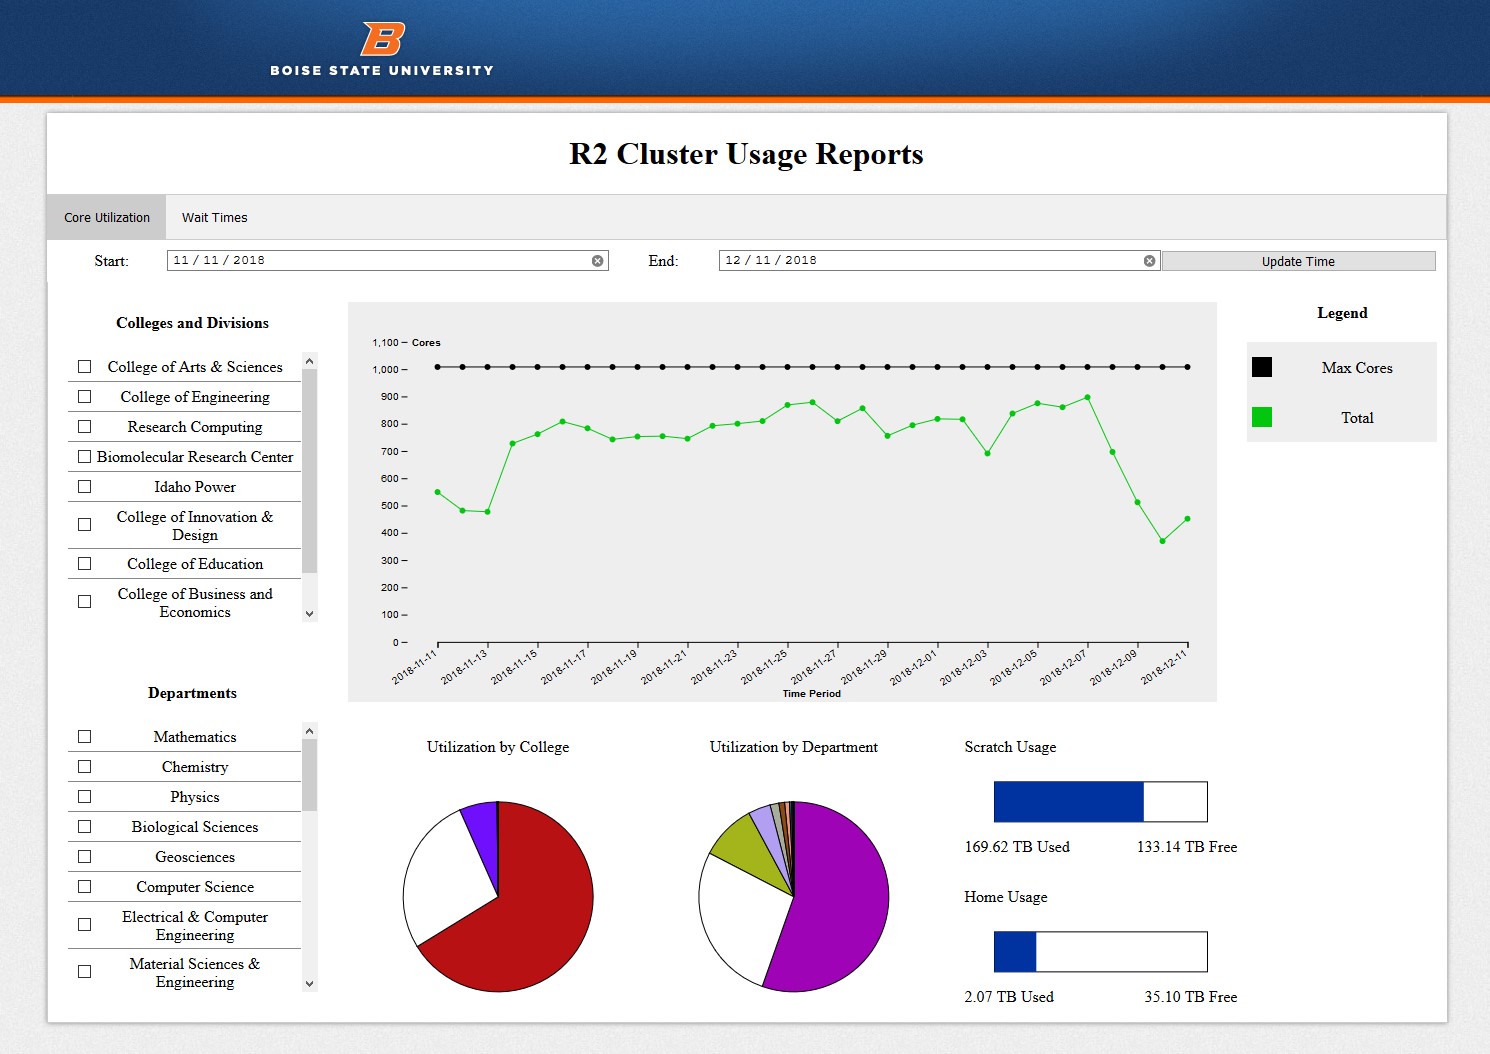 B
BOISE STATE UNIVERSITY
R2 Cluster Usage Reports
Core Utilization
Wait Times
Start:
11 / 11 / 2018
End:
12 / 11 / 2018
Update Time
Colleges and Divisions
College of Arts & Sciences
College of Engineering
Research Computing
Biomolecular Research Center
Idaho Power
College of Innovation &
Design
College of Education
College of Business and
Economics
Departments
Mathematics
Chemistry
Physics
Biological Sciences
Geosciences
Computer Science
Electrical & Computer
Engineering
Material Sciences &
Engineering
Cores
1,100
1,000
900
800
700
600
500
400
300
200
100
0
2018-11-11
2018-11-13
2018-11-15
2018-11-17
2018-11-19
2018-11-21
2018-11-23
2018-11-25
2018-11-27
2018-11-29
2018-12-01
2018-12-03
2018-12-05
2018-12-07
2018-12-09
2018-12-11
Time Period
Legend
Max Cores
Total
Utilization by College
Utilization by Department
Scratch Usage
169.62 TB Used
133.14 TB Free
Home Usage
2.07 TB Used
35.10 TB Free